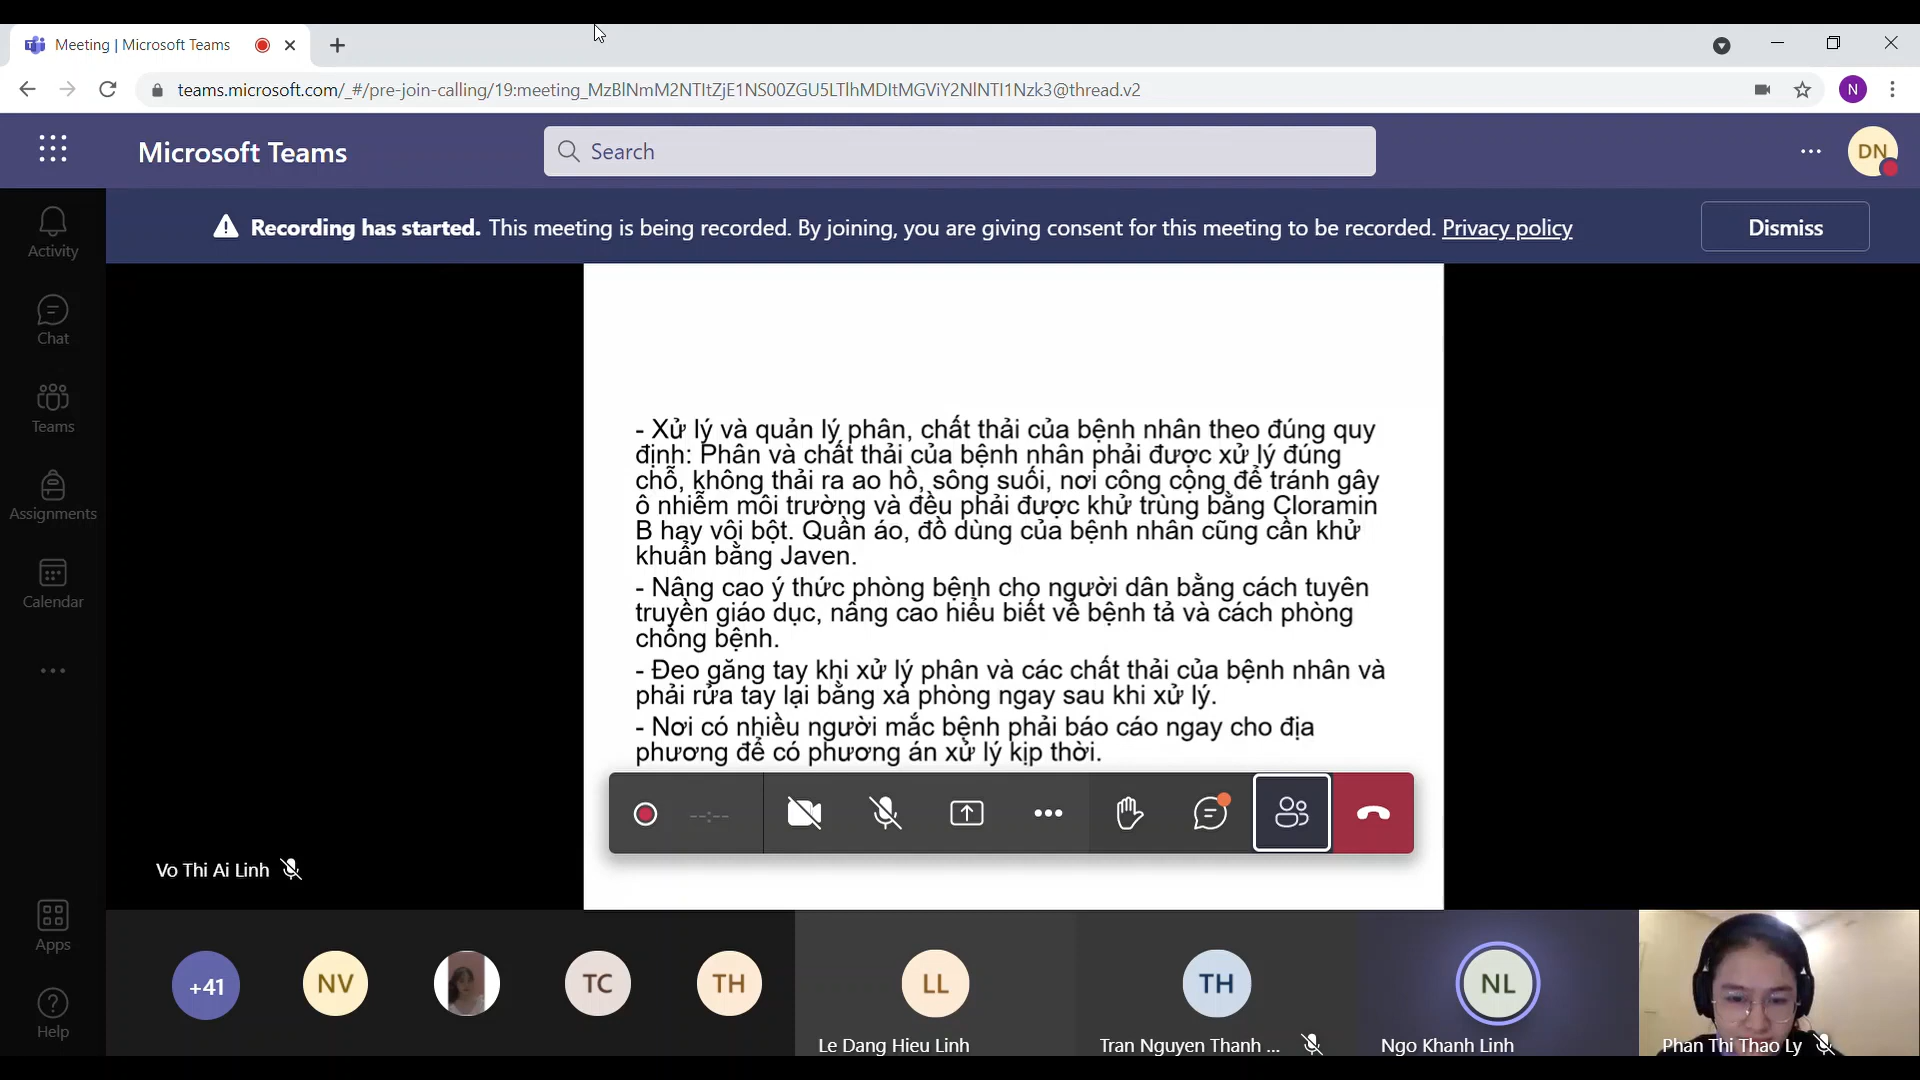 Meeting | Microsoft Teams
teams.microsoft.com/_#/pre-join-calling/19:meeting_MzBlNmM2NTItZjE1NS00ZGU5LTlhMDItMGViY2NlNTI1Nzk3@thread.v2
N
Microsoft Teams
Search
DN
Recording has started. This meeting is being recorded. By joining, you are giving consent for this meeting to be recorded. Privacy policy
Dismiss
Activity
Chat
Teams
Assignments
Calendar
Apps
Help
- Xử lý và quản lý phân, chất thải của bệnh nhân theo đúng quy
định: Phân và chất thải của bệnh nhân phải được xử lý đúng
chỗ, không thải ra ao hồ, sông suối, nơi công cộng để tránh gây
ô nhiễm môi trường và đều phải được khử trùng bằng Cloramin
B hay vôi bột. Quần áo, đồ dùng của bệnh nhân cũng cần khử
khuẩn bằng Javen.
- Nâng cao ý thức phòng bệnh cho người dân bằng cách tuyên
truyền giáo dục, nâng cao hiểu biết về bệnh tả và cách phòng
chống bệnh.
- Đeo găng tay khi xử lý phân và các chất thải của bệnh nhân và
phải rửa tay lại bằng xà phòng ngay sau khi xử lý.
- Nơi có nhiều người mắc bệnh phải báo cáo ngay cho địa
phương để có phương án xử lý kịp thời.
--:--
Vo Thi Ai Linh
+41
NV
TC
TH
LL
Le Dang Hieu Linh
TH
Tran Nguyen Thanh ...
NL
Ngo Khanh Linh
Phan Thi Thao Ly